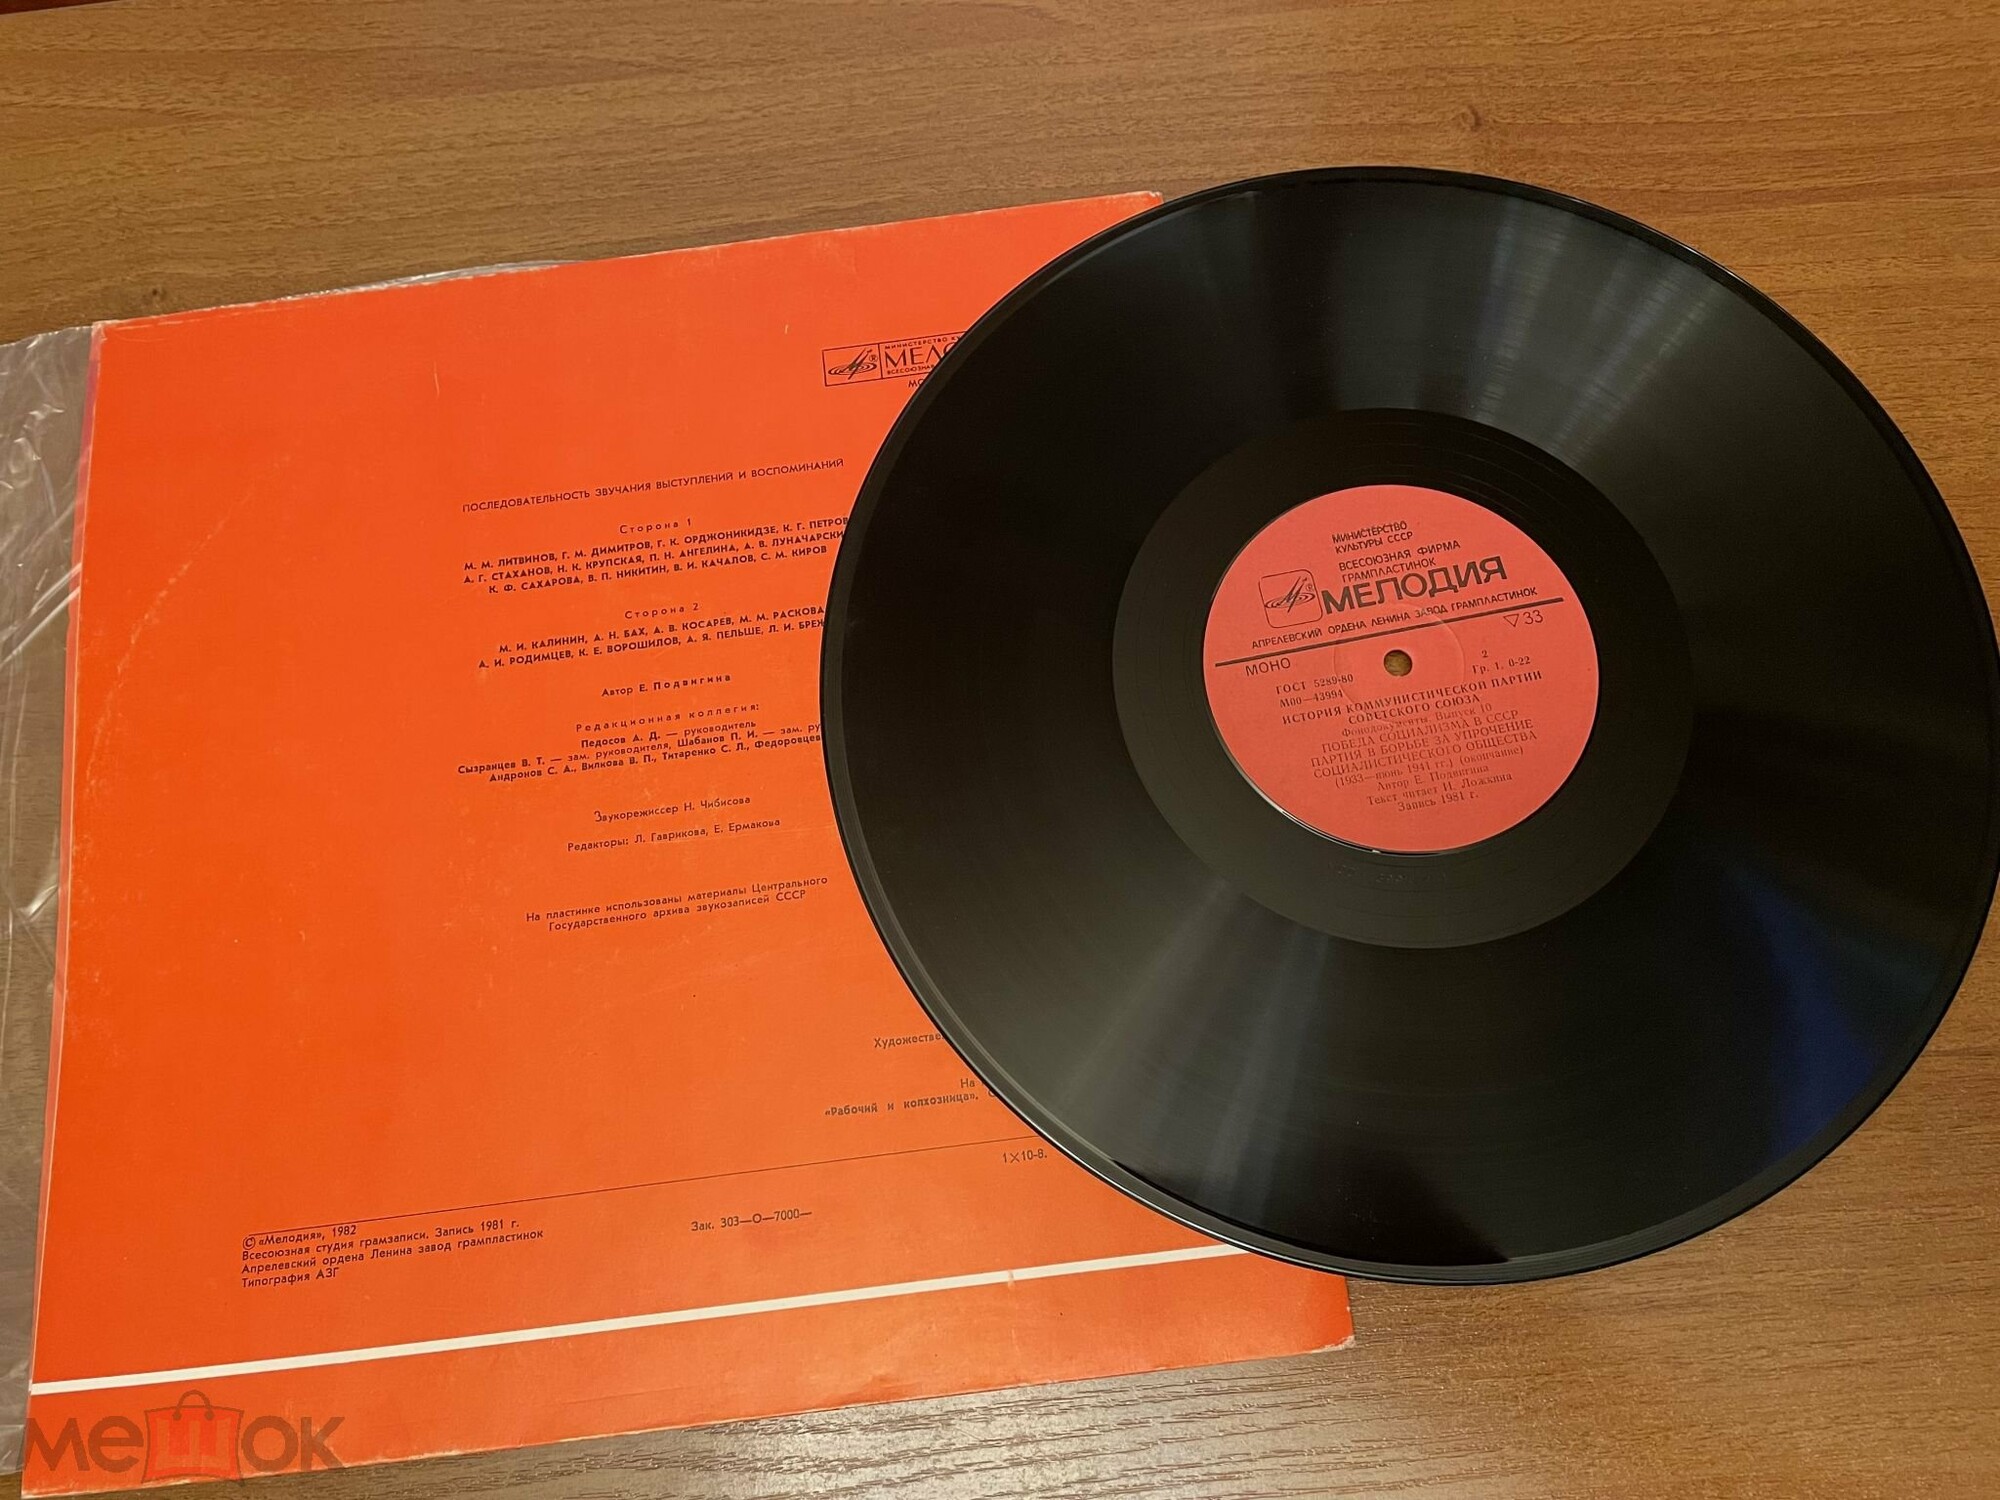 МИНИСТЕРСТВО
МЕЛО
ВСЕСОЮЗНАЯ
МО
ПОСЛЕДОВАТЕЛЬНОСТЬ ЗВУЧАНИЯ ВЫСТУПЛЕНИЙ И ВОСПОМИНАНИЙ
Сторона 1
М. М. ЛИТВИНОВ, Г. М. ДИМИТРОВ, Г. К. ОРДЖОНИКИДЗЕ, К. Г. ПЕТРОВ
А. Г. СТАХАНОВ, Н. К. КРУПСКАЯ, П. Н. АНГЕЛИНА, А. В. ЛУНАЧАРСКИ
К. Ф. САХАРОВА, В. П. НИКИТИН, В. И. КАЧАЛОВ, С. М. КИРОВ
Сторона 2
М. И. КАЛИНИН, А. Н. БАХ, А. В. КОСАРЕВ, М. М. РАСКОВА
А. И. РОДИМЦЕВ, К. Е. ВОРОШИЛОВ, А. Я. ПЕЛЬШЕ, Л. И. БРЕЖ
Автор Е. Подвигина
Редакционная коллегия:
Педосов А. Д. — руководитель
Сызранцев В. Т. — зам. руководителя, Шабанов П. И. — зам. ру
Андронов С. А., Вилкова В. П., Титаренко С. Л., Федоровцев
Звукорежиссер Н. Чибисова
Редакторы: Л. Гаврикова, Е. Ермакова
На пластинке использованы материалы Центрального
Государственного архива звукозаписей СССР
Художестве
На
«Рабочий и колхозница». С
1×10-8.
© «Мелодия», 1982
Всесоюзная студия грамзаписи. Запись 1981 г.
Апрелевский ордена Ленина завод грампластинок
Типография АЗГ
Зак. 303—О—7000—
МИНИСТЕРСТВО
КУЛЬТУРЫ СССР
ВСЕСОЮЗНАЯ ФИРМА
ГРАМПЛАСТИНОК
МЕЛОДИЯ
АПРЕЛЕВСКИЙ ОРДЕНА ЛЕНИНА ЗАВОД ГРАМПЛАСТИНОК
МОНО ▽33
ГОСТ 5289-80 2
М00—43994 Гр. 1. 0-22
ИСТОРИЯ КОММУНИСТИЧЕСКОЙ ПАРТИИ
СОВЕТСКОГО СОЮЗА
Фонодокументы. Выпуск 10
ПОБЕДА СОЦИАЛИЗМА В СССР
ПАРТИЯ В БОРЬБЕ ЗА УПРОЧЕНИЕ
СОЦИАЛИСТИЧЕСКОГО ОБЩЕСТВА
(1933—июнь 1941 гг.) (окончание)
Автор Е. Подвигина
Текст читает И. Ложкина
Запись 1981 г.
мешок